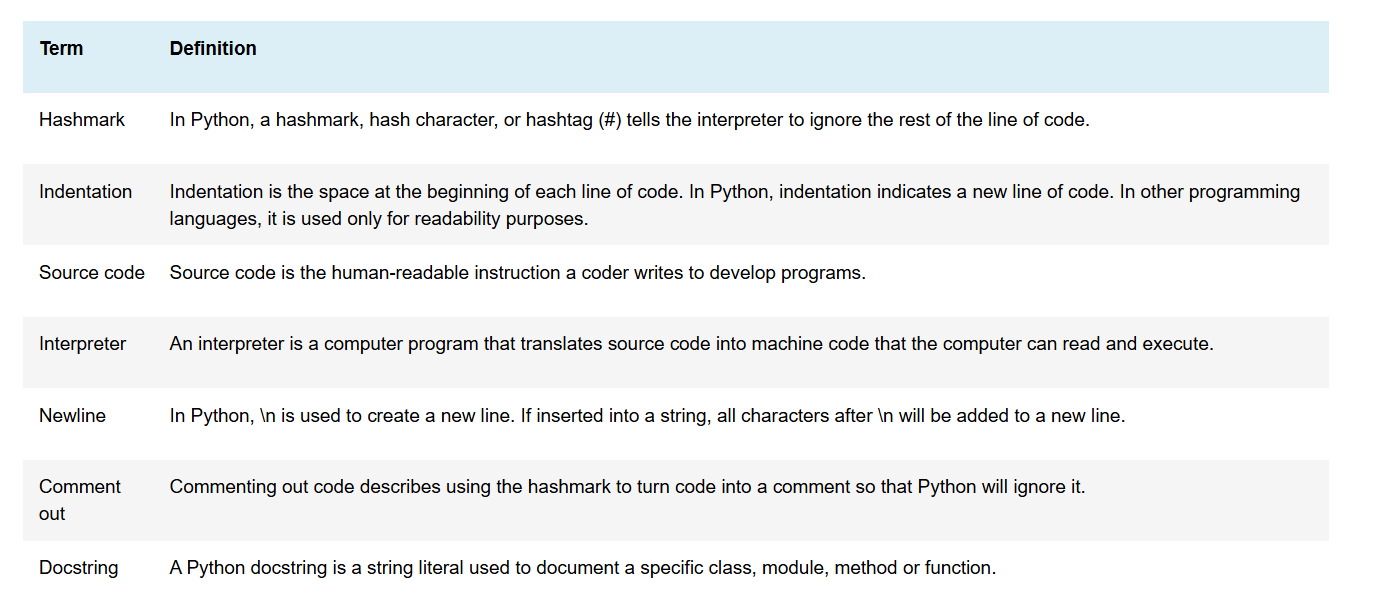 Term Definition
Hashmark In Python, a hashmark, hash character, or hashtag (#) tells the interpreter to ignore the rest of the line of code.
Indentation Indentation is the space at the beginning of each line of code. In Python, indentation indicates a new line of code. In other programming
languages, it is used only for readability purposes.
Source code Source code is the human-readable instruction a coder writes to develop programs.
Interpreter An interpreter is a computer program that translates source code into machine code that the computer can read and execute.
Newline In Python, \n is used to create a new line. If inserted into a string, all characters after \n will be added to a new line.
Comment Commenting out code describes using the hashmark to turn code into a comment so that Python will ignore it.
out
Docstring A Python docstring is a string literal used to document a specific class, module, method or function.